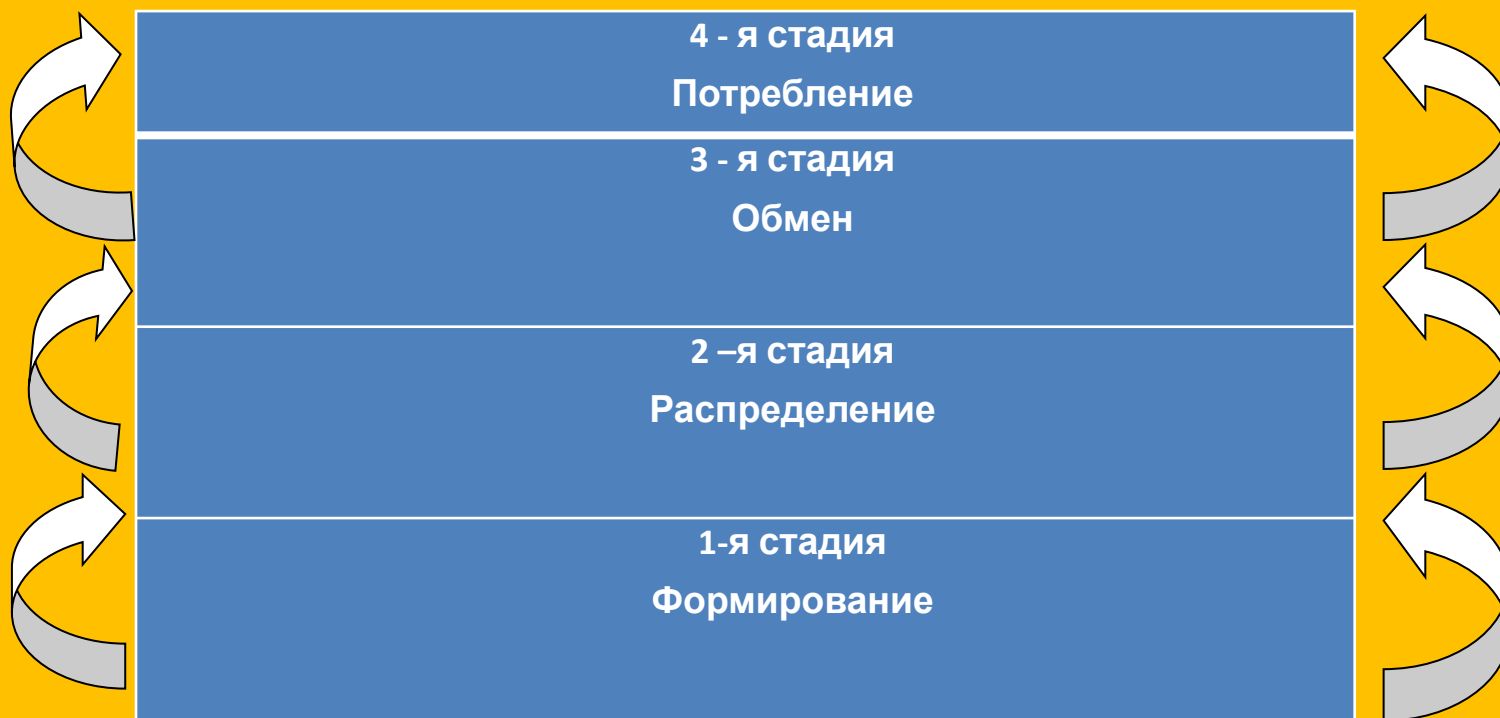 4 - я стадия
Потребление
3 - я стадия
Обмен
2 –я стадия
Распределение
1-я стадия
Формирование